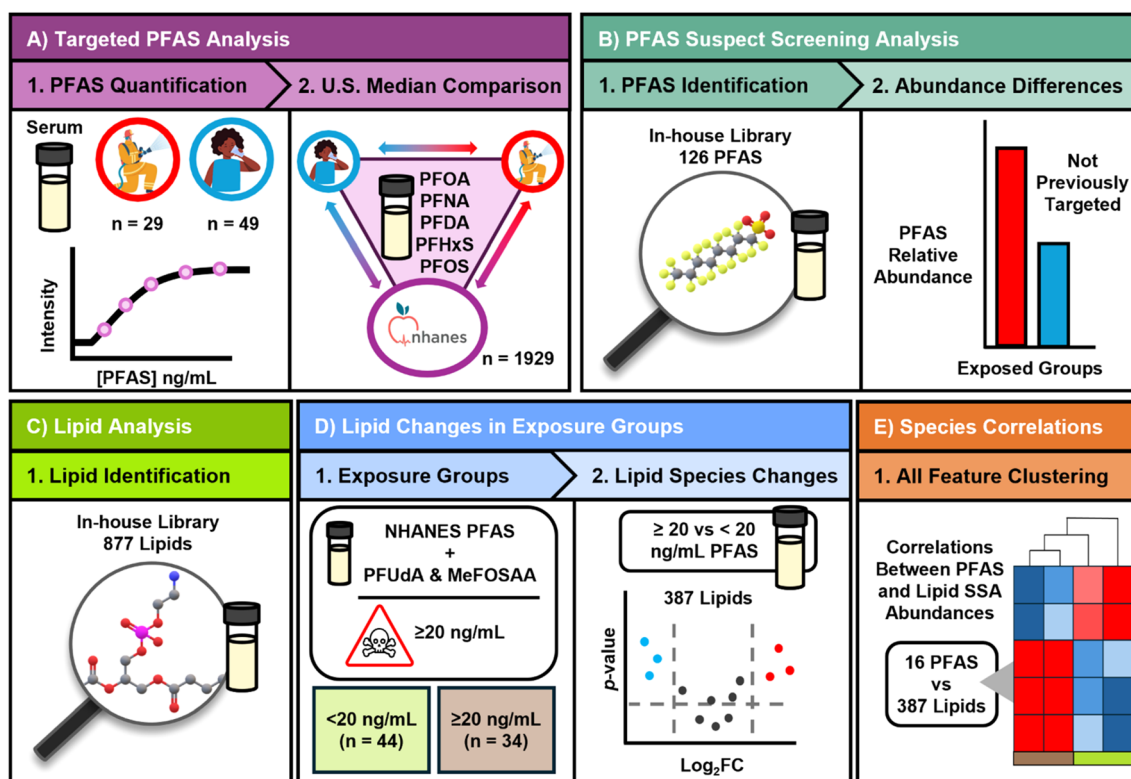 A) Targeted PFAS Analysis
1. PFAS Quantification
2. U.S. Median Comparison
Serum
n = 29
n = 49
Intensity
[PFAS] ng/mL
PFOA
PFNA
PFDA
PFHxS
PFOS
nhanes
n = 1929
B) PFAS Suspect Screening Analysis
1. PFAS Identification
2. Abundance Differences
In-house Library
126 PFAS
Not
Previously
Targeted
PFAS
Relative
Abundance
Exposed Groups
C) Lipid Analysis
1. Lipid Identification
In-house Library
877 Lipids
D) Lipid Changes in Exposure Groups
1. Exposure Groups
2. Lipid Species Changes
NHANES PFAS
+
PFUdA & MeFOSAA
≥20 ng/mL
<20 ng/mL
(n = 44)
≥20 ng/mL
(n = 34)
≥ 20 vs < 20
ng/mL PFAS
387 Lipids
p-value
Log₂FC
E) Species Correlations
1. All Feature Clustering
Correlations
Between PFAS
and Lipid SSA
Abundances
16 PFAS
vs
387 Lipids